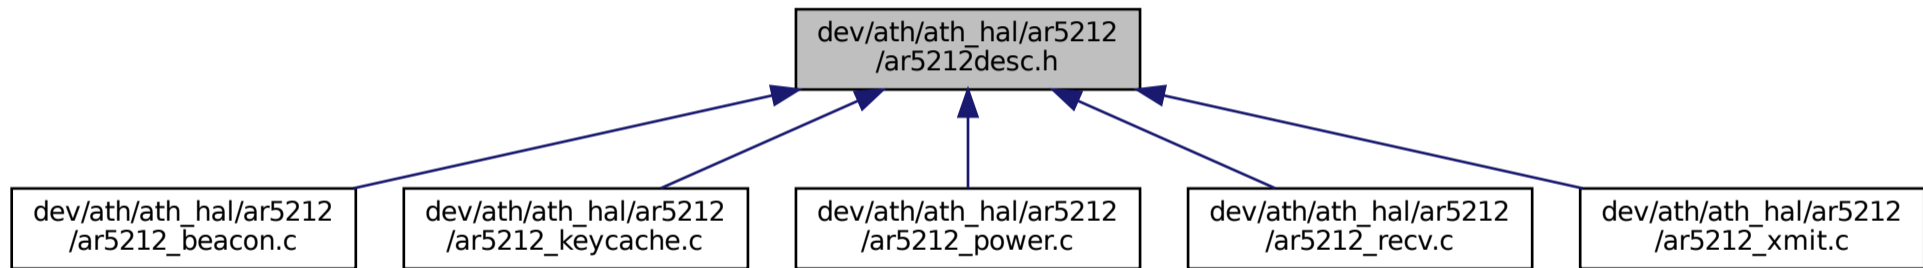 dev/ath/ath_hal/ar5212
/ar5212desc.h
dev/ath/ath_hal/ar5212
/ar5212_beacon.c
dev/ath/ath_hal/ar5212
/ar5212_keycache.c
dev/ath/ath_hal/ar5212
/ar5212_power.c
dev/ath/ath_hal/ar5212
/ar5212_recv.c
dev/ath/ath_hal/ar5212
/ar5212_xmit.c